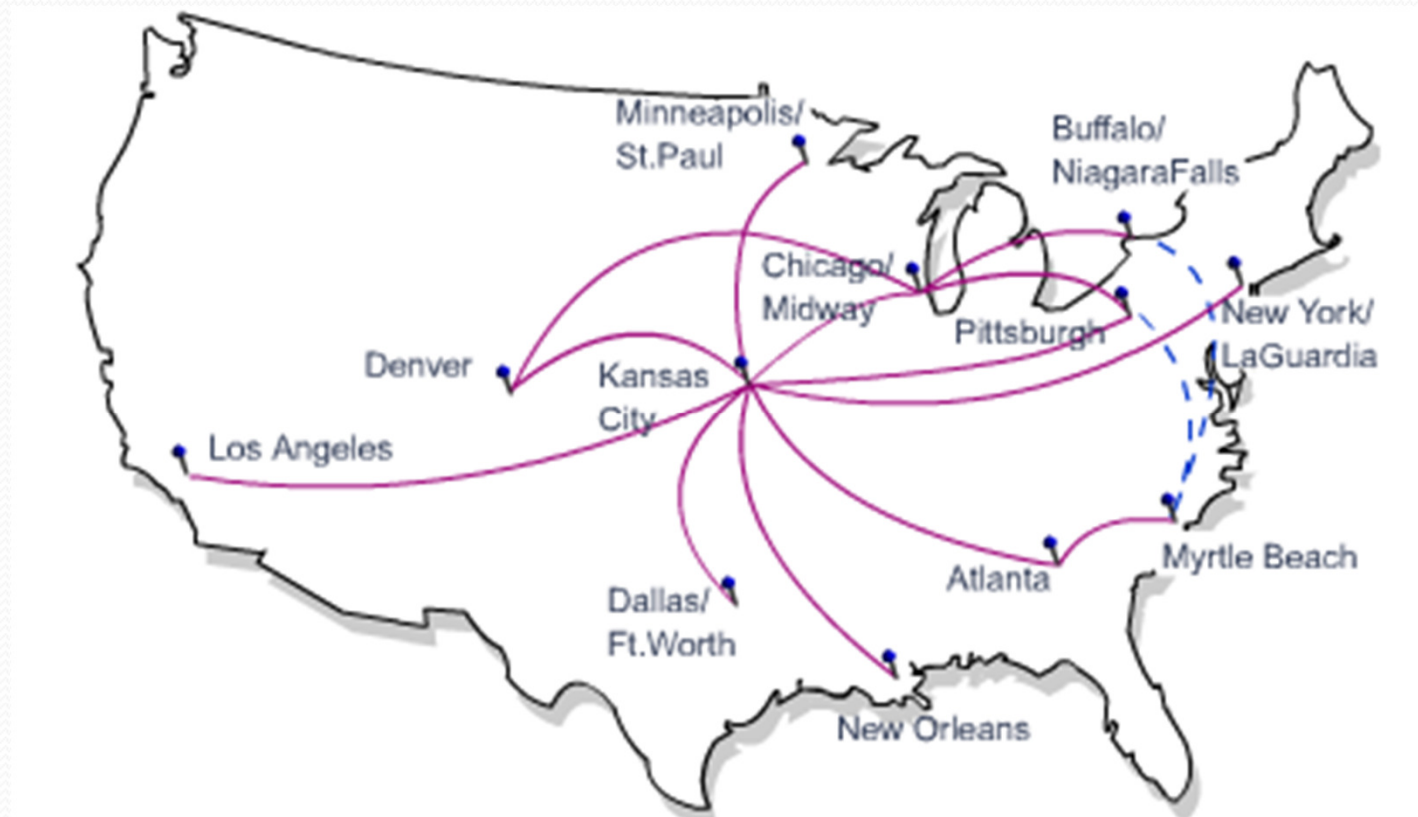 Minneapolis/
St.Paul
Buffalo/
NiagaraFalls
Chicago/
Midway
New York/
LaGuardia
Pittsburgh
Denver
Kansas
City
Los Angeles
Myrtle Beach
Atlanta
Dallas/
Ft.Worth
New Orleans